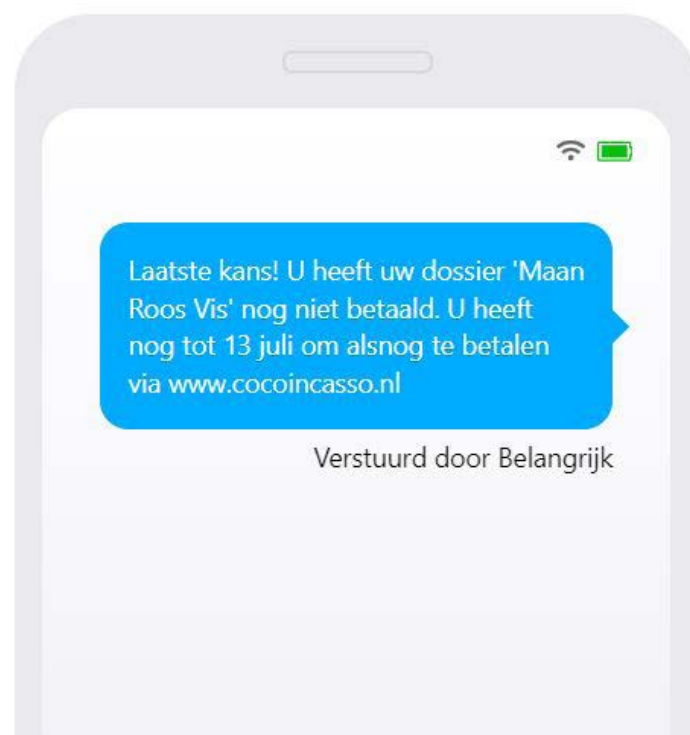 Laatste kans! U heeft uw dossier 'Maan
Roos Vis' nog niet betaald. U heeft
nog tot 13 juli om alsnog te betalen
via www.cocoincasso.nl
Verstuurd door Belangrijk